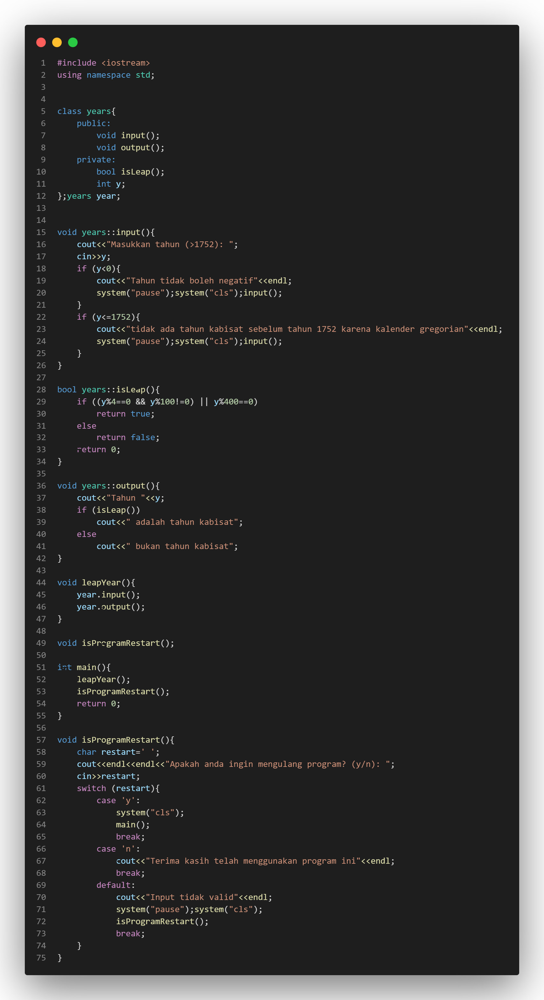 1 #include <iostream>
2 using namespace std;
3
4
5 class years{
6     public:
7         void input();
8         void output();
9     private:
10         bool isLeap();
11         int y;
12 };years year;
13
14
15 void years::input(){
16     cout<<"Masukkan tahun (>1752): ";
17     cin>>y;
18     if (y<0){
19         cout<<"Tahun tidak boleh negatif"<<endl;
20         system("pause");system("cls");input();
21     }
22     if (y<=1752){
23         cout<<"tidak ada tahun kabisat sebelum tahun 1752 karena kalender gregorian"<<endl;
24         system("pause");system("cls");input();
25     }
26 }
27
28 bool years::isLeap(){
29     if ((y%4==0 && y%100!=0) || y%400==0)
30         return true;
31     else
32         return false;
33     return 0;
34 }
35
36 void years::output(){
37     cout<<"Tahun "<<y;
38     if (isLeap())
39         cout<<" adalah tahun kabisat";
40     else
41         cout<<" bukan tahun kabisat";
42 }
43
44 void leapYear(){
45     year.input();
46     year.output();
47 }
48
49 void isProgramRestart();
50
51 int main(){
52     leapYear();
53     isProgramRestart();
54     return 0;
55 }
56
57 void isProgramRestart(){
58     char restart=' ';
59     cout<<endl<<endl<<"Apakah anda ingin mengulang program? (y/n): ";
60     cin>>restart;
61     switch (restart){
62         case 'y':
63             system("cls");
64             main();
65             break;
66         case 'n':
67             cout<<"Terima kasih telah menggunakan program ini"<<endl;
68             break;
69         default:
70             cout<<"Input tidak valid"<<endl;
71             system("pause");system("cls");
72             isProgramRestart();
73             break;
74     }
75 }